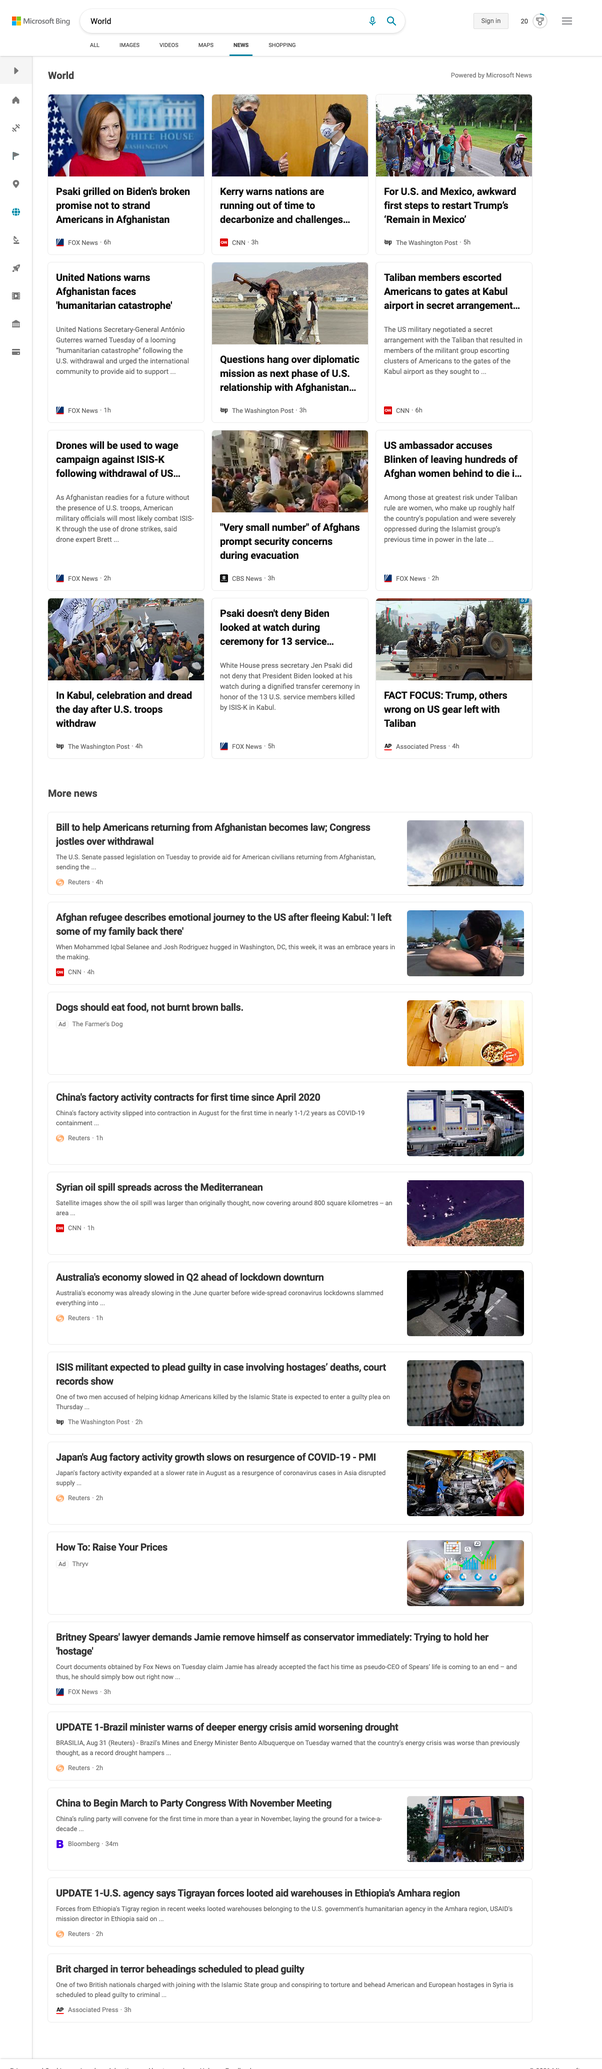 Microsoft Bing
World
Sign in
20
ALL
IMAGES
VIDEOS
MAPS
NEWS
SHOPPING
World
Powered by Microsoft News
Psaki grilled on Biden's broken
promise not to strand
Americans in Afghanistan
FOX News · 6h
Kerry warns nations are
running out of time to
decarbonize and challenges...
CNN · 3h
For U.S. and Mexico, awkward
first steps to restart Trump's
'Remain in Mexico'
The Washington Post · 5h
United Nations warns
Afghanistan faces
'humanitarian catastrophe'
United Nations Secretary-General António
Guterres warned Tuesday of a looming
"humanitarian catastrophe" following the
U.S. withdrawal and urged the international
community to provide aid to support ...
FOX News · 1h
Questions hang over diplomatic
mission as next phase of U.S.
relationship with Afghanistan...
The Washington Post · 3h
Taliban members escorted
Americans to gates at Kabul
airport in secret arrangement...
The US military negotiated a secret
arrangement with the Taliban that resulted in
members of the militant group escorting
clusters of Americans to the gates of the
Kabul airport as they sought to ...
CNN · 6h
Drones will be used to wage
campaign against ISIS-K
following withdrawal of US...
As Afghanistan readies for a future without
the presence of U.S. troops, American
military officials will most likely combat ISIS-
K through the use of drone strikes, said
drone expert Brett ...
FOX News · 2h
"Very small number" of Afghans
prompt security concerns
during evacuation
CBS News · 3h
US ambassador accuses
Blinken of leaving hundreds of
Afghan women behind to die i...
Among those at greatest risk under Taliban
rule are women, who make up roughly half
the country's population and were severely
oppressed during the Islamist group's
previous time in power in the late ...
FOX News · 2h
In Kabul, celebration and dread
the day after U.S. troops
withdraw
The Washington Post · 4h
Psaki doesn't deny Biden
looked at watch during
ceremony for 13 service...
White House press secretary Jen Psaki did
not deny that President Biden looked at his
watch during a dignified transfer ceremony in
honor of the 13 U.S. service members killed
by ISIS-K in Kabul.
FOX News · 5h
FACT FOCUS: Trump, others
wrong on US gear left with
Taliban
Associated Press · 4h
More news
Bill to help Americans returning from Afghanistan becomes law; Congress
jostles over withdrawal
The U.S. Senate passed legislation on Tuesday to provide aid for American civilians returning from Afghanistan,
sending the ...
Reuters · 4h
Afghan refugee describes emotional journey to the US after fleeing Kabul: 'I left
some of my family back there'
When Mohammed Iqbal Selanee and Josh Rodriguez hugged in Washington, DC, this week, it was an embrace years in
the making.
CNN · 4h
Dogs should eat food, not burnt brown balls.
Ad The Farmer's Dog
China's factory activity contracts for first time since April 2020
China's factory activity slipped into contraction in August for the first time in nearly 1-1/2 years as COVID-19
containment ...
Reuters · 1h
Syrian oil spill spreads across the Mediterranean
Satellite images show the oil spill was larger than originally thought, now covering around 800 square kilometres – an
area ...
CNN · 1h
Australia's economy slowed in Q2 ahead of lockdown downturn
Australia's economy was already slowing in the June quarter before wide-spread coronavirus lockdowns slammed
everything into ...
Reuters · 1h
ISIS militant expected to plead guilty in case involving hostages' deaths, court
records show
One of two men accused of helping kidnap Americans killed by the Islamic State is expected to enter a guilty plea on
Thursday ...
The Washington Post · 2h
Japan's Aug factory activity growth slows on resurgence of COVID-19 - PMI
Japan's factory activity expanded at a slower rate in August as a resurgence of coronavirus cases in Asia disrupted
supply ...
Reuters · 2h
How To: Raise Your Prices
Ad Thryv
Britney Spears' lawyer demands Jamie remove himself as conservator immediately: Trying to hold her
'hostage'
Court documents obtained by Fox News on Tuesday claim Jamie has already accepted the fact his time as pseudo-CEO of Spears' life is coming to an end – and
thus, he should simply bow out right now ...
FOX News · 3h
UPDATE 1-Brazil minister warns of deeper energy crisis amid worsening drought
BRASILIA, Aug 31 (Reuters) - Brazil's Mines and Energy Minister Bento Albuquerque on Tuesday warned that the country's energy crisis was worse than previously
thought, as a record drought hampers ...
Reuters · 2h
China to Begin March to Party Congress With November Meeting
China's ruling party will convene for the first time in more than a year in November, laying the ground for a twice-a-
decade ...
Bloomberg · 34m
UPDATE 1-U.S. agency says Tigrayan forces looted aid warehouses in Ethiopia's Amhara region
Forces from Ethiopia's Tigray region in recent weeks looted warehouses belonging to the U.S. government's humanitarian agency in the Amhara region, USAID's
mission director in Ethiopia said on ...
Reuters · 2h
Brit charged in terror beheadings scheduled to plead guilty
One of two British nationals charged with joining with the Islamic State group and conspiring to torture and behead American and European hostages in Syria is
scheduled to plead guilty to criminal ...
Associated Press · 3h